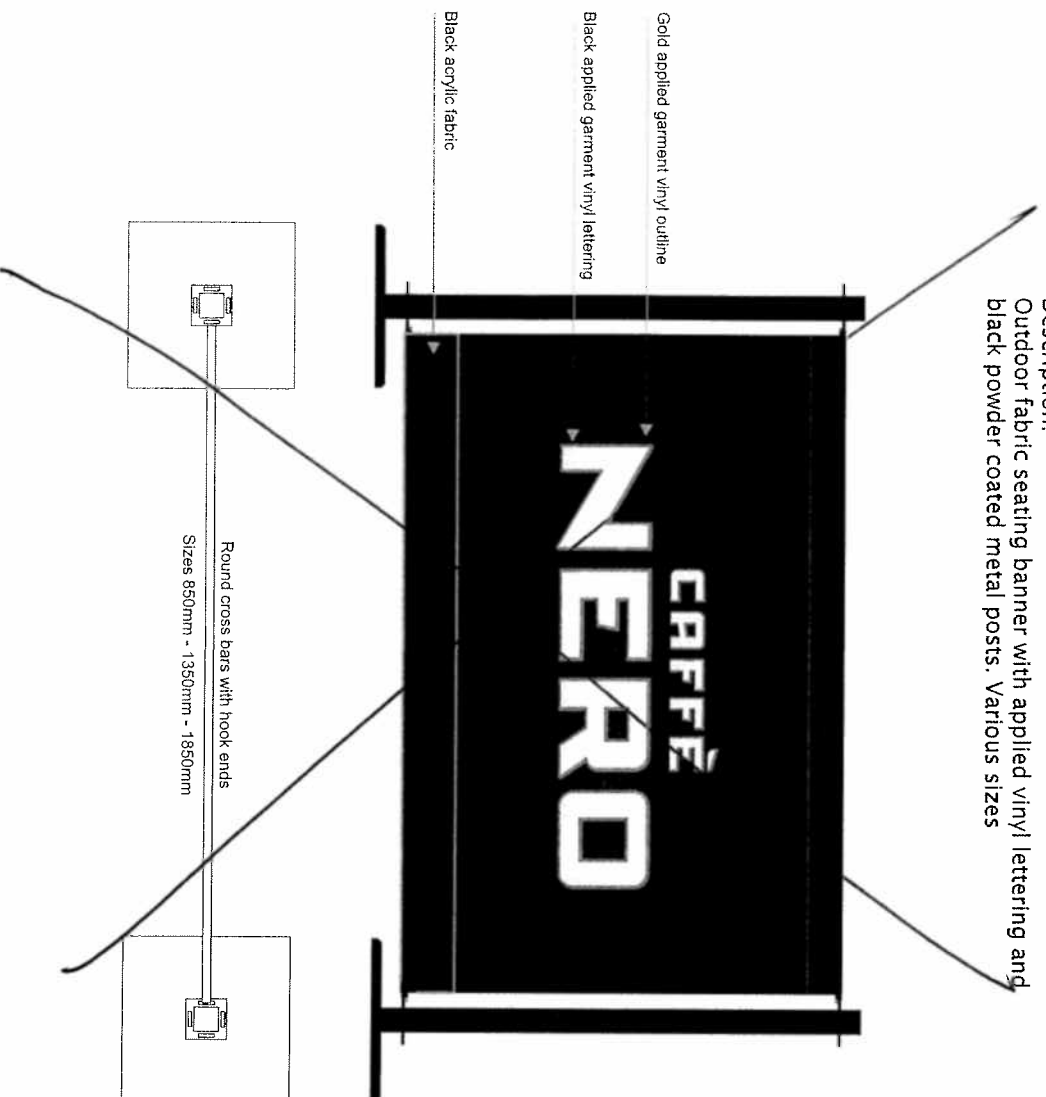 Description:
Outdoor fabric seating banner with applied vinyl lettering and
black powder coated metal posts. Various sizes
Gold applied garment vinyl outline
Black applied garment vinyl lettering
Black acrylic fabric
CAFFÈ
NERO
Round cross bars with hook ends
Sizes 850mm - 1350mm - 1850mm